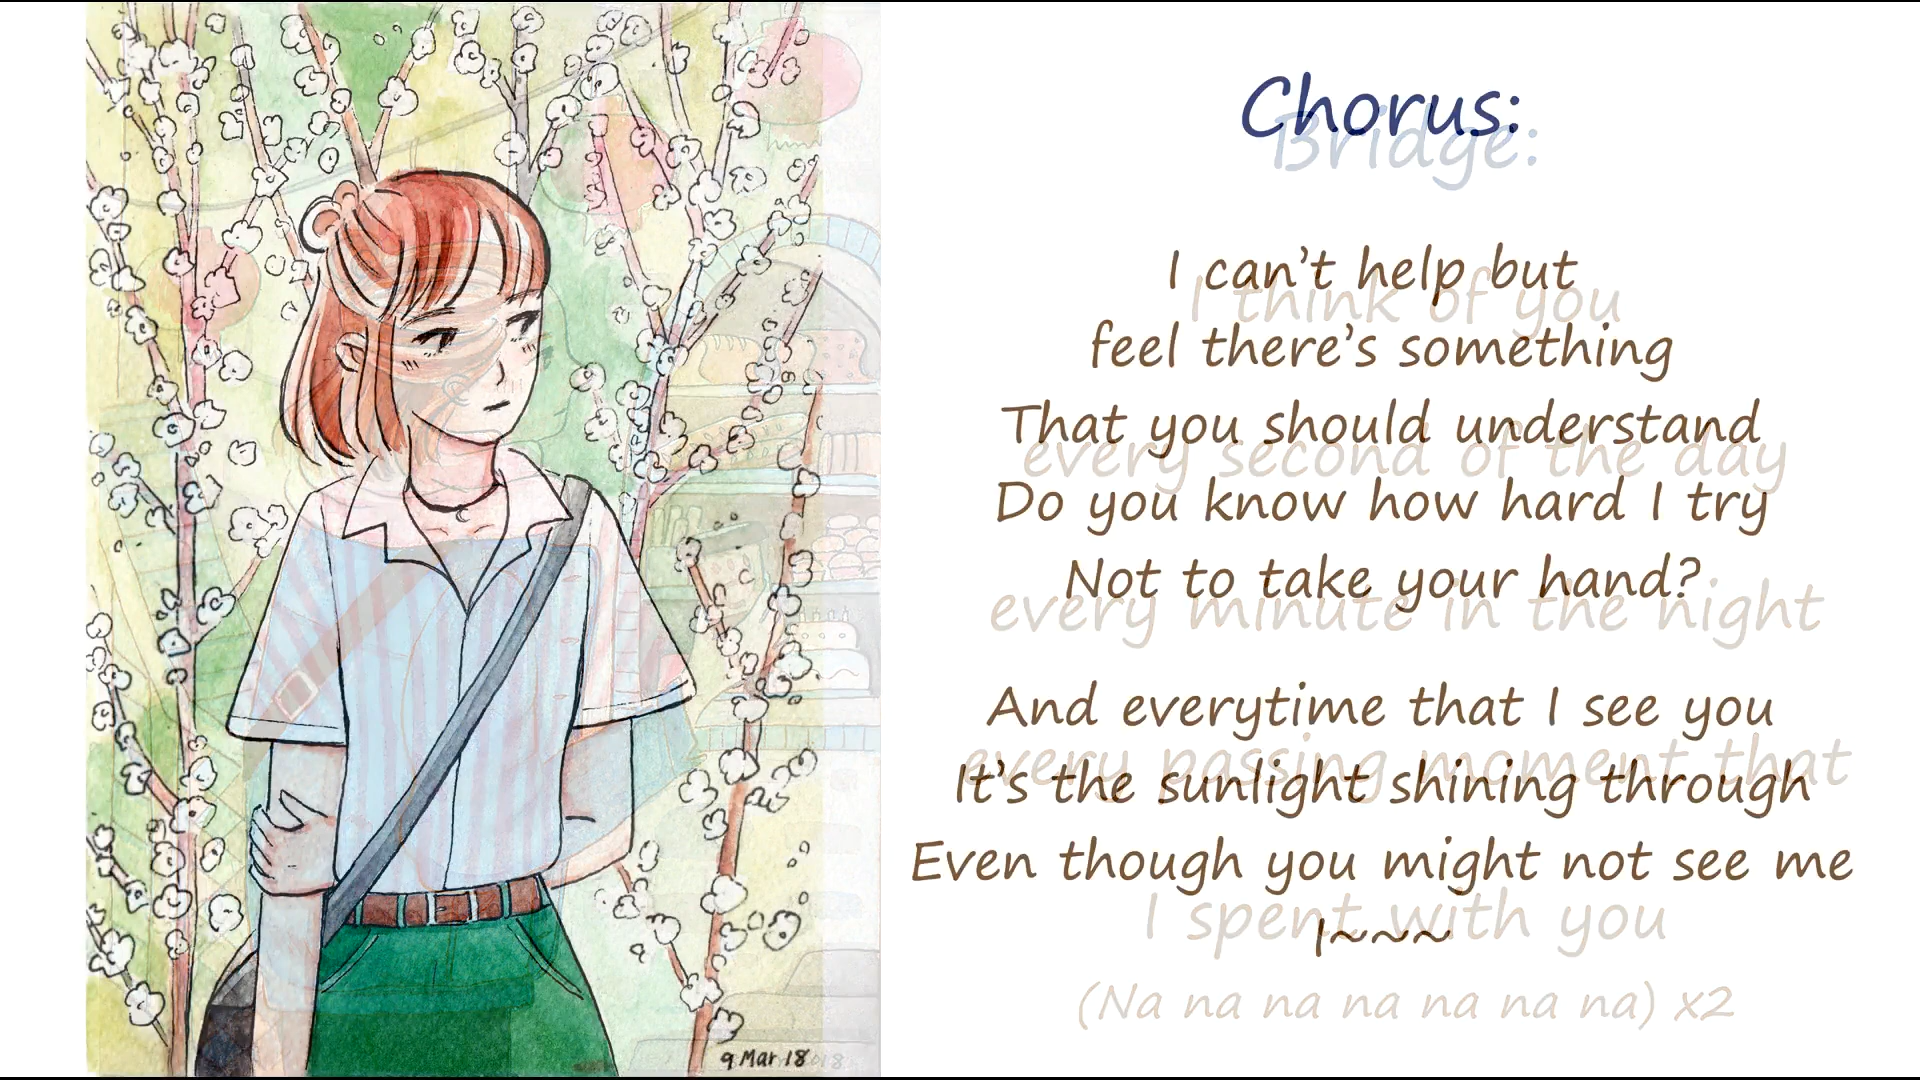 Chorus:
I can't help but
feel there's something
That you should understand
Do you know how hard I try
Not to take your hand?
And everytime that I see you
It's the sunlight shining through
Even though you might not see me
I~~~
Bridge:
I think of you
every second of the day
every minute in the night
every passing moment that
I spent with you
(Na na na na na na na) x2
9 Mar 18